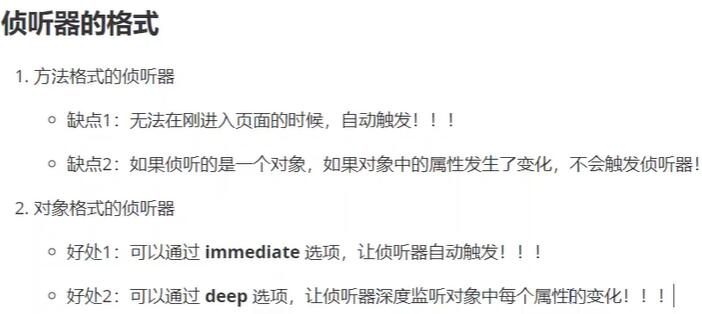 侦听器的格式
1. 方法格式的侦听器
缺点1：无法在刚进入页面的时候，自动触发！！！
缺点2：如果侦听的是一个对象，如果对象中的属性发生了变化，不会触发侦听器！
2. 对象格式的侦听器
好处1：可以通过 immediate 选项，让侦听器自动触发！！！
好处2：可以通过 deep 选项，让侦听器深度监听对象中每个属性的变化！！！